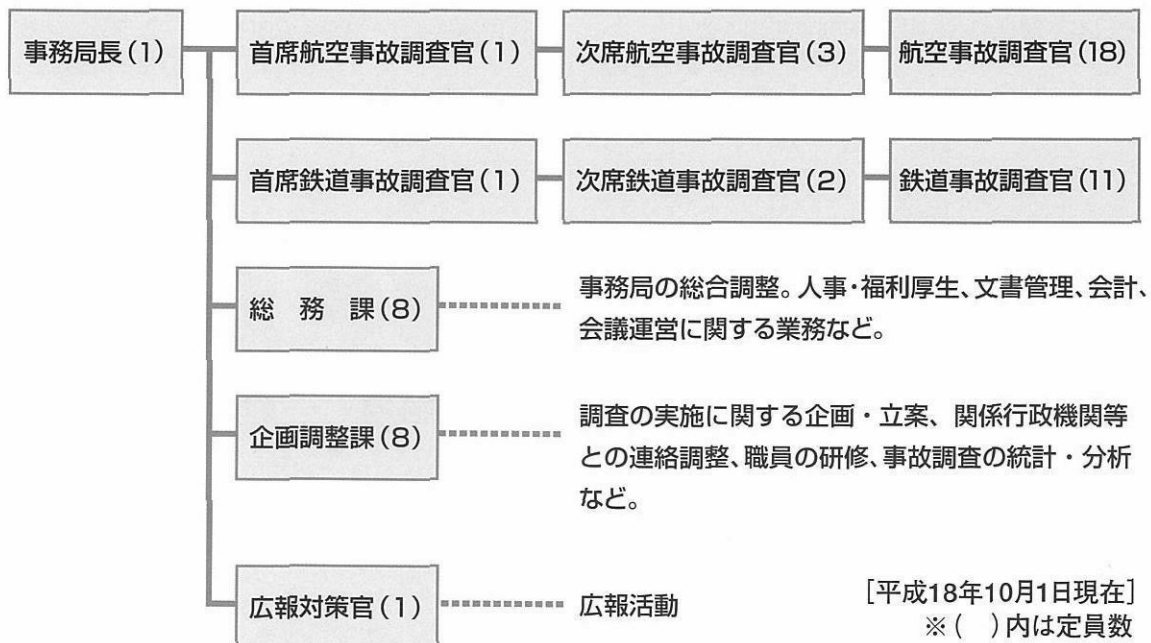 事務局長(1)
首席航空事故調査官(1)
次席航空事故調査官(3)
航空事故調査官(18)
首席鉄道事故調査官(1)
次席鉄道事故調査官(2)
鉄道事故調査官(11)
総　務　課(8)
事務局の総合調整。人事・福利厚生、文書管理、会計、
会議運営に関する業務など。
企画調整課(8)
調査の実施に関する企画・立案、関係行政機関等
との連絡調整、職員の研修、事故調査の統計・分析
など。
広報対策官(1)
広報活動
[平成18年10月1日現在]
※(　)内は定員数